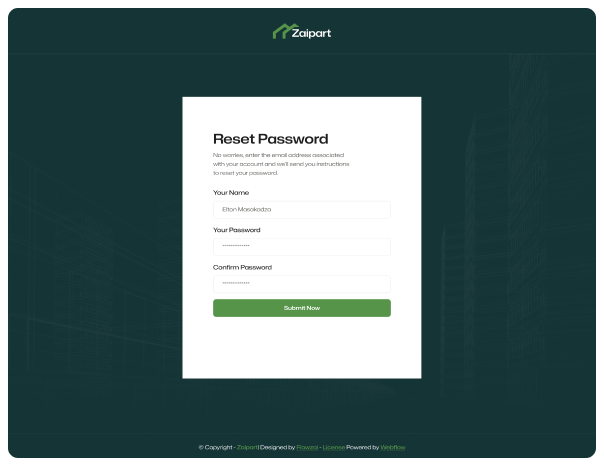 Zaipart
Reset Password
No worries, enter the email address associated
with your account and we'll send you instructions
to reset your password.
Your Name
Elton Masakadza
Your Password
*************
Confirm Password
*************
Submit Now
© Copyright - Zaipart| Designed by Flowzai - License Powered by Webflow